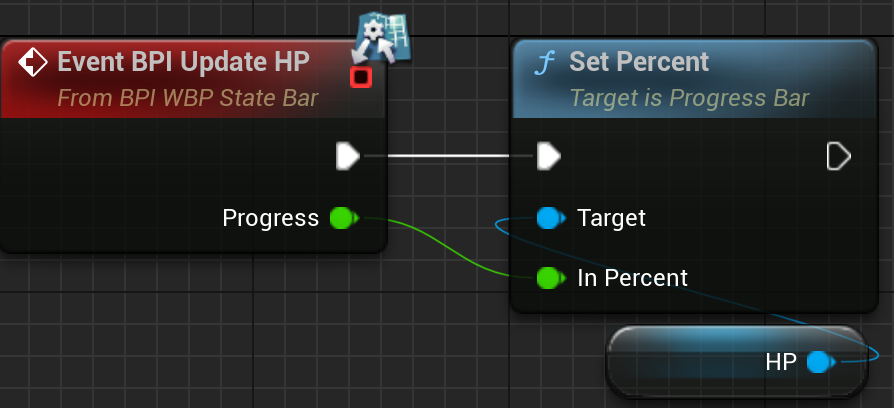 Event BPI Update HP
From BPI WBP State Bar
Progress
Set Percent
Target is Progress Bar
Target
In Percent
HP